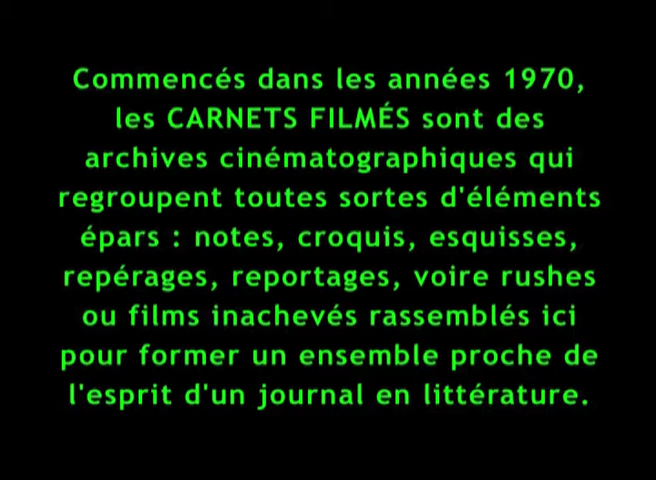 Commencés dans les années 1970,
les CARNETS FILMÉS sont des
archives cinématographiques qui
regroupent toutes sortes d'éléments
épars : notes, croquis, esquisses,
repérages, reportages, voire rushes
ou films inachevés rassemblés ici
pour former un ensemble proche de
l'esprit d'un journal en littérature.